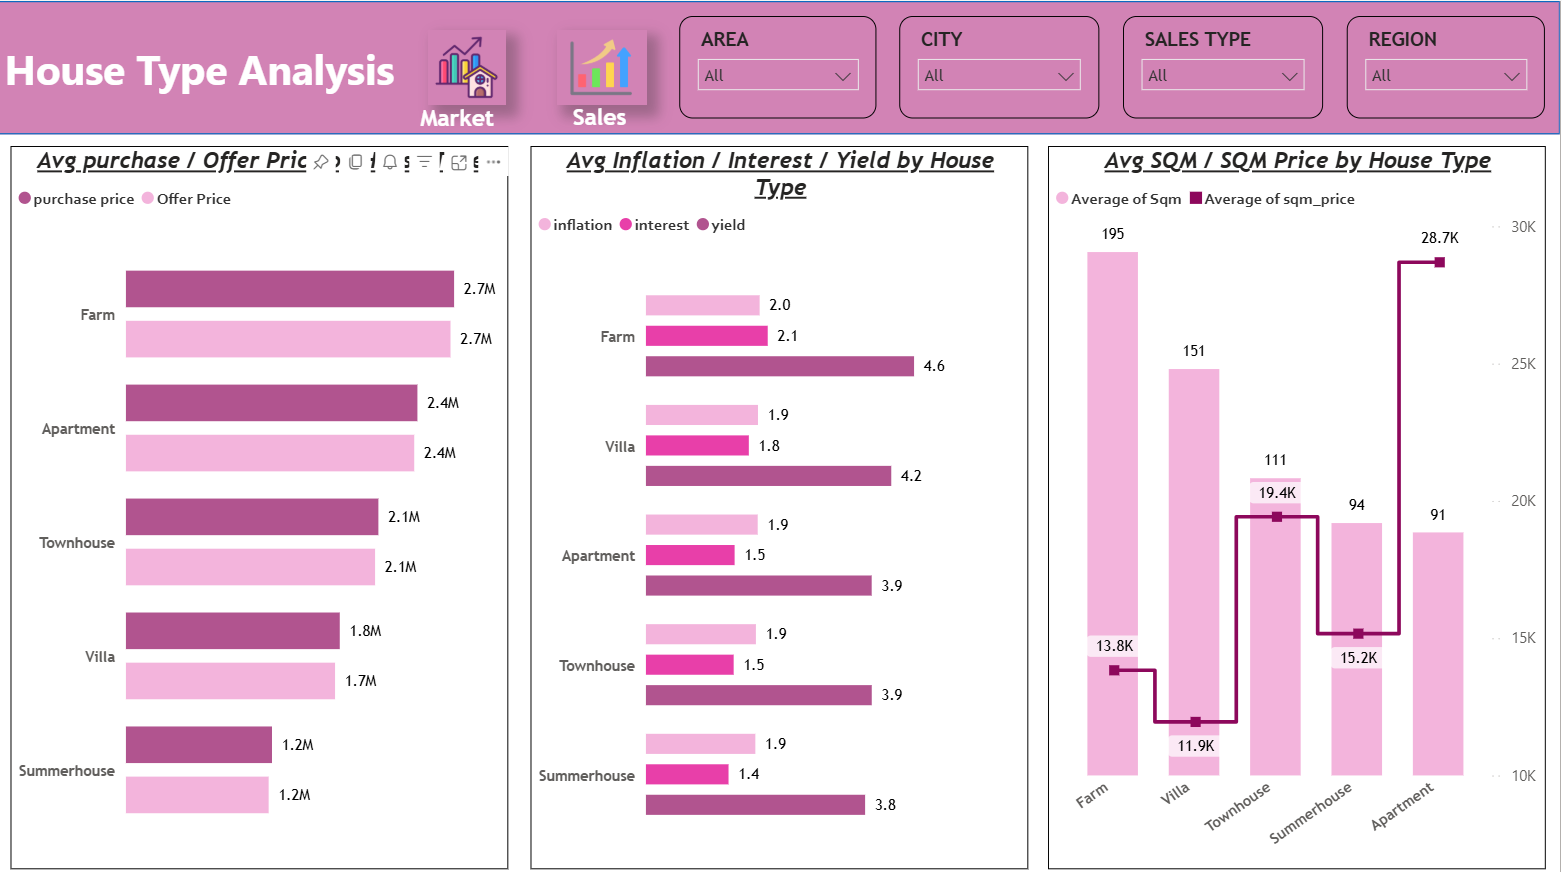 House Type Analysis
Market
Sales
AREA
All
CITY
All
SALES TYPE
All
REGION
All
Avg purchase / Offer Pric
purchase price
Offer Price
Farm
2.7M
2.7M
Apartment
2.4M
2.4M
Townhouse
2.1M
2.1M
Villa
1.8M
1.7M
Summerhouse
1.2M
1.2M
Avg Inflation / Interest / Yield by House
Type
inflation
interest
yield
Farm
2.0
2.1
4.6
Villa
1.9
1.8
4.2
Apartment
1.9
1.5
3.9
Townhouse
1.9
1.5
3.9
Summerhouse
1.9
1.4
3.8
Avg SQM / SQM Price by House Type
Average of Sqm
Average of sqm_price
30K
25K
20K
15K
10K
195
151
111
94
91
13.8K
11.9K
19.4K
15.2K
28.7K
Farm
Villa
Townhouse
Summerhouse
Apartment